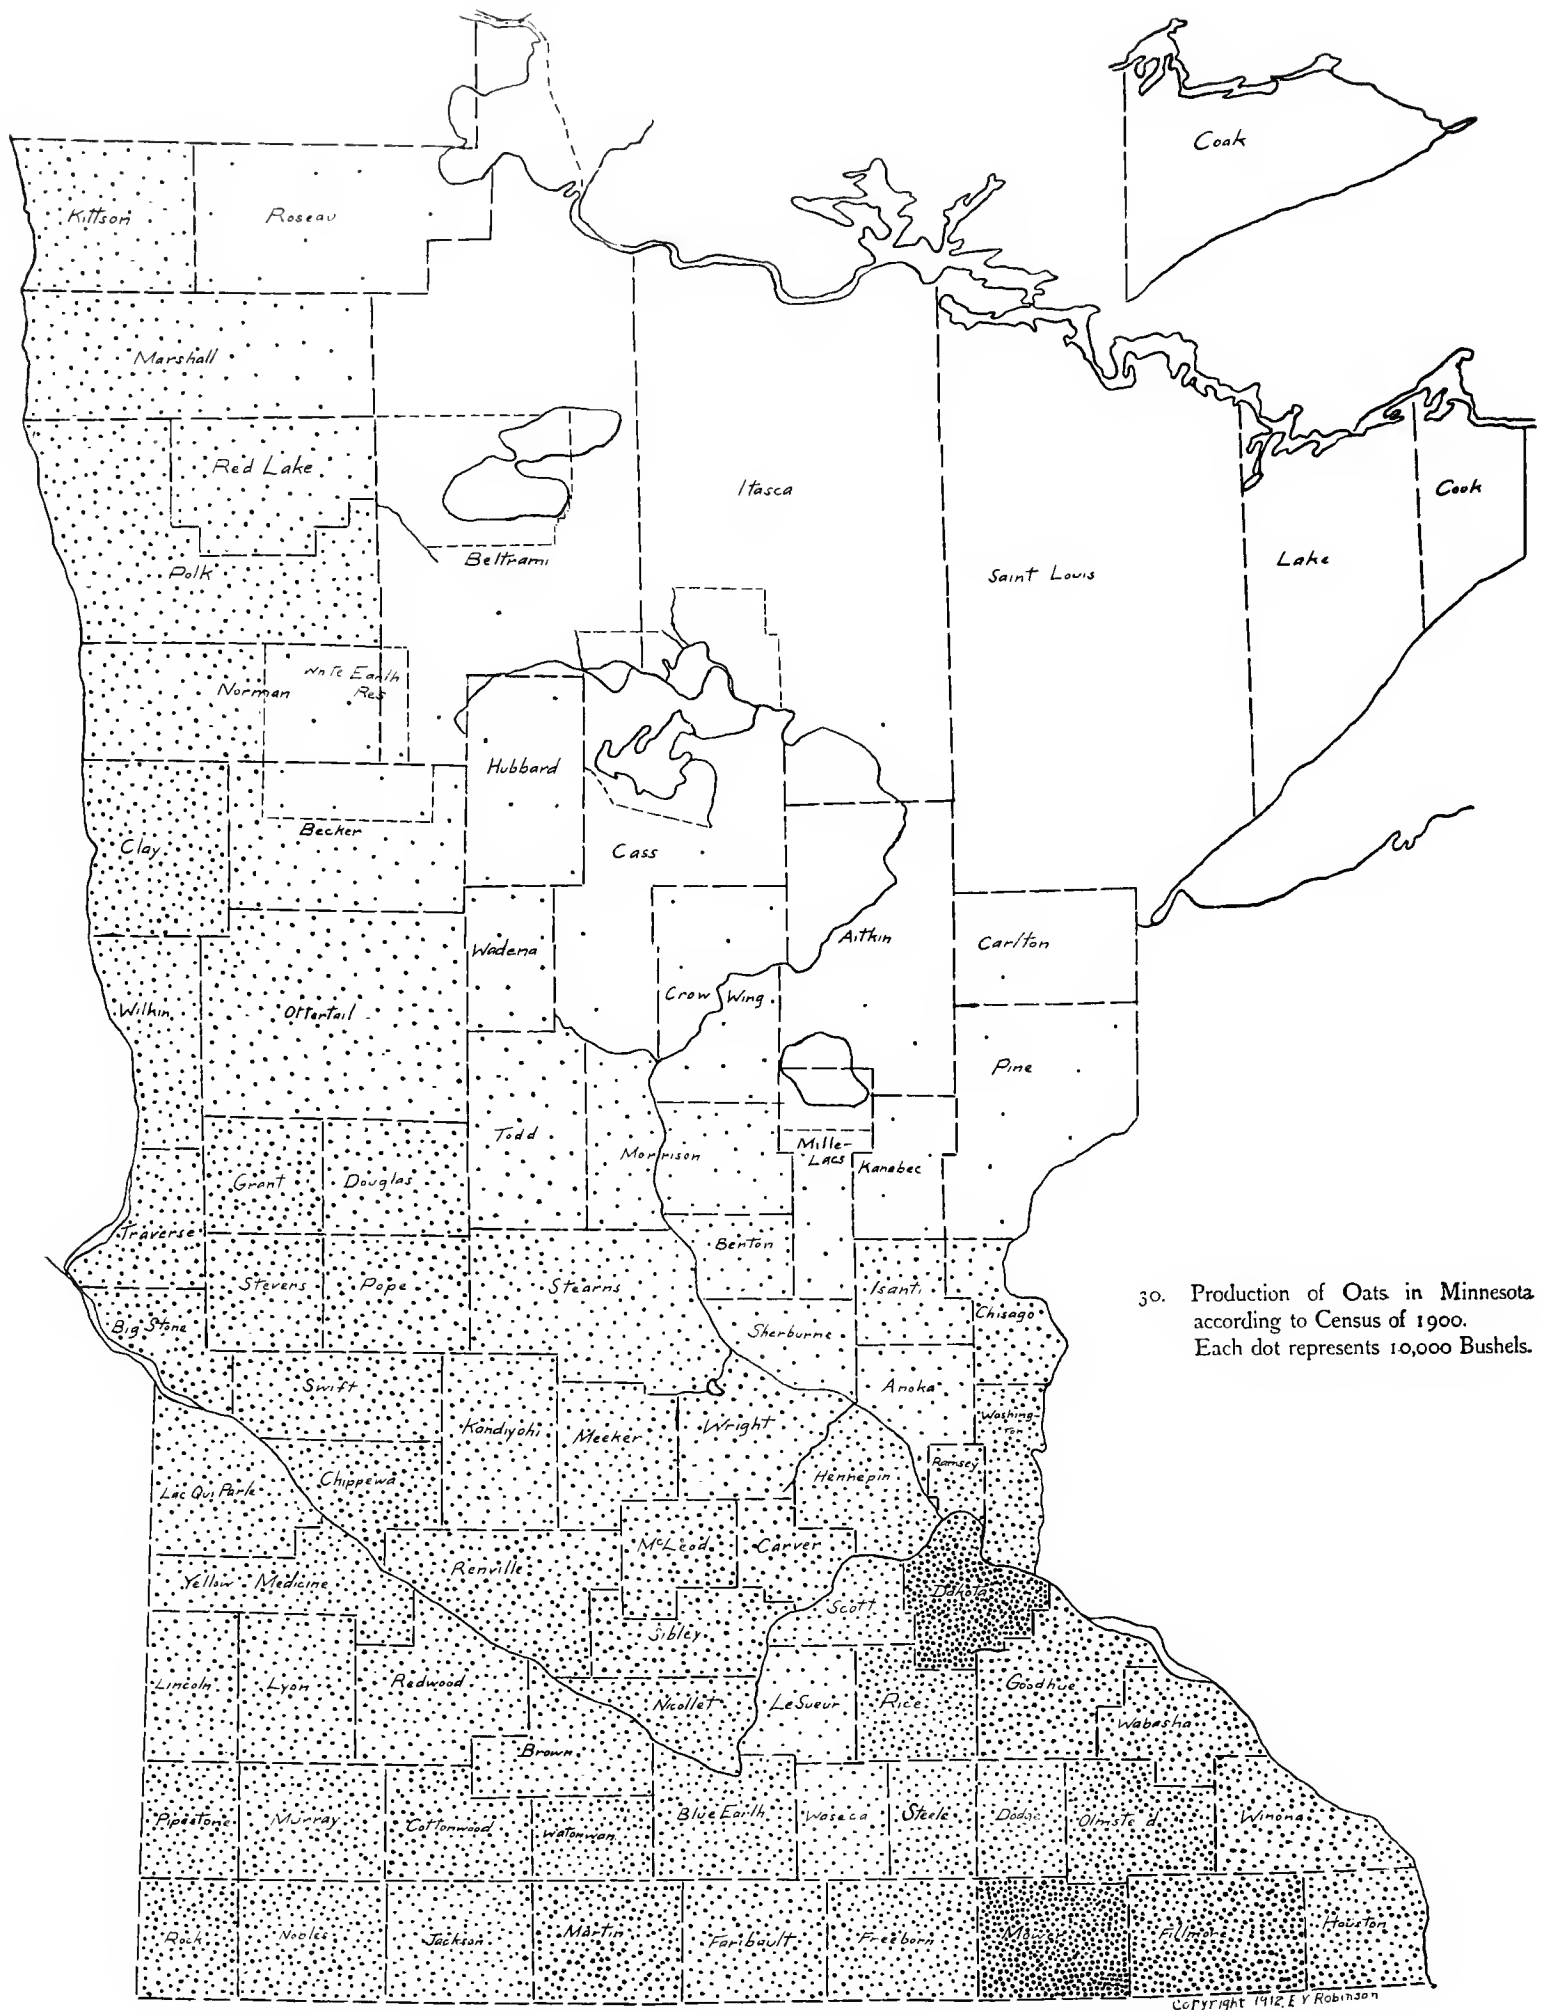 Coak
Kittson
Roseau
Marshall
Red Lake
Itasca
Cook
Polk
Beltrami
Saint Louis
Lake
Norman
White Earth
Res
Hubbard
Becker
Clay
Cass
Wadena
Aitkin
Carlton
Wilkin
Ottertail
Crow Wing
Pine
Todd
Morrison
Mille-
Lacs
Kanabec
Grant
Douglas
Traverse
Benton
Stevens
Pope
Stearns
Isanti
Chisago
Big Stone
Sherburne
30. Production of Oats in Minnesota
according to Census of 1900.
Each dot represents 10,000 Bushels.
Swift
Anoka
Kandiyohi
Meeker
Wright
Washing-
ton
Lac Qui Parle
Chippewa
Hennepin
Ramsey
Renville
McLeod
Carver
Yellow Medicine
Dakota
Scott
Sibley
Lincoln
Lyon
Redwood
Nicollet
LeSueur
Rice
Goodhue
Wabasha
Brown
Pipestone
Murray
Cottonwood
Watonwan
Blue Earth
Waseca
Steele
Dodge
Olmsted
Winona
Rock
Nobles
Jackson
Martin
Faribault
Freeborn
Mower
Fillmore
Houston
Copyright 1912 E V Robinson